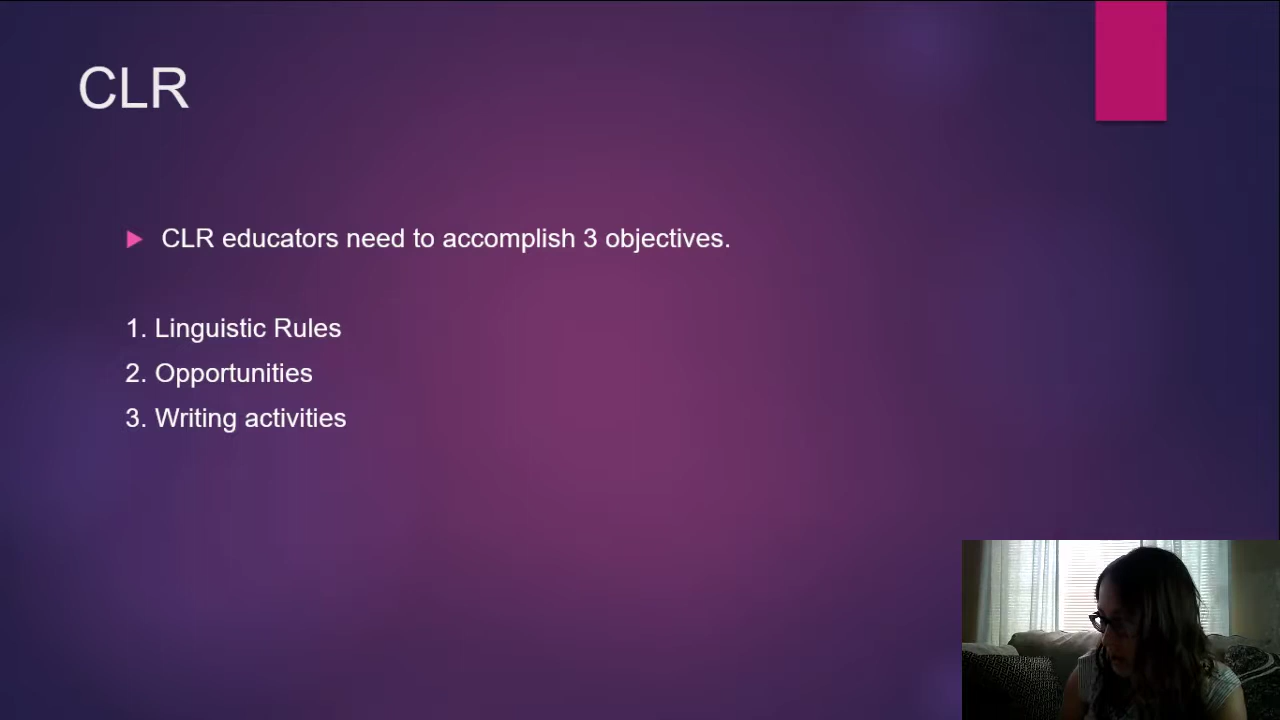 CLR
CLR educators need to accomplish 3 objectives.
1. Linguistic Rules
2. Opportunities
3. Writing activities